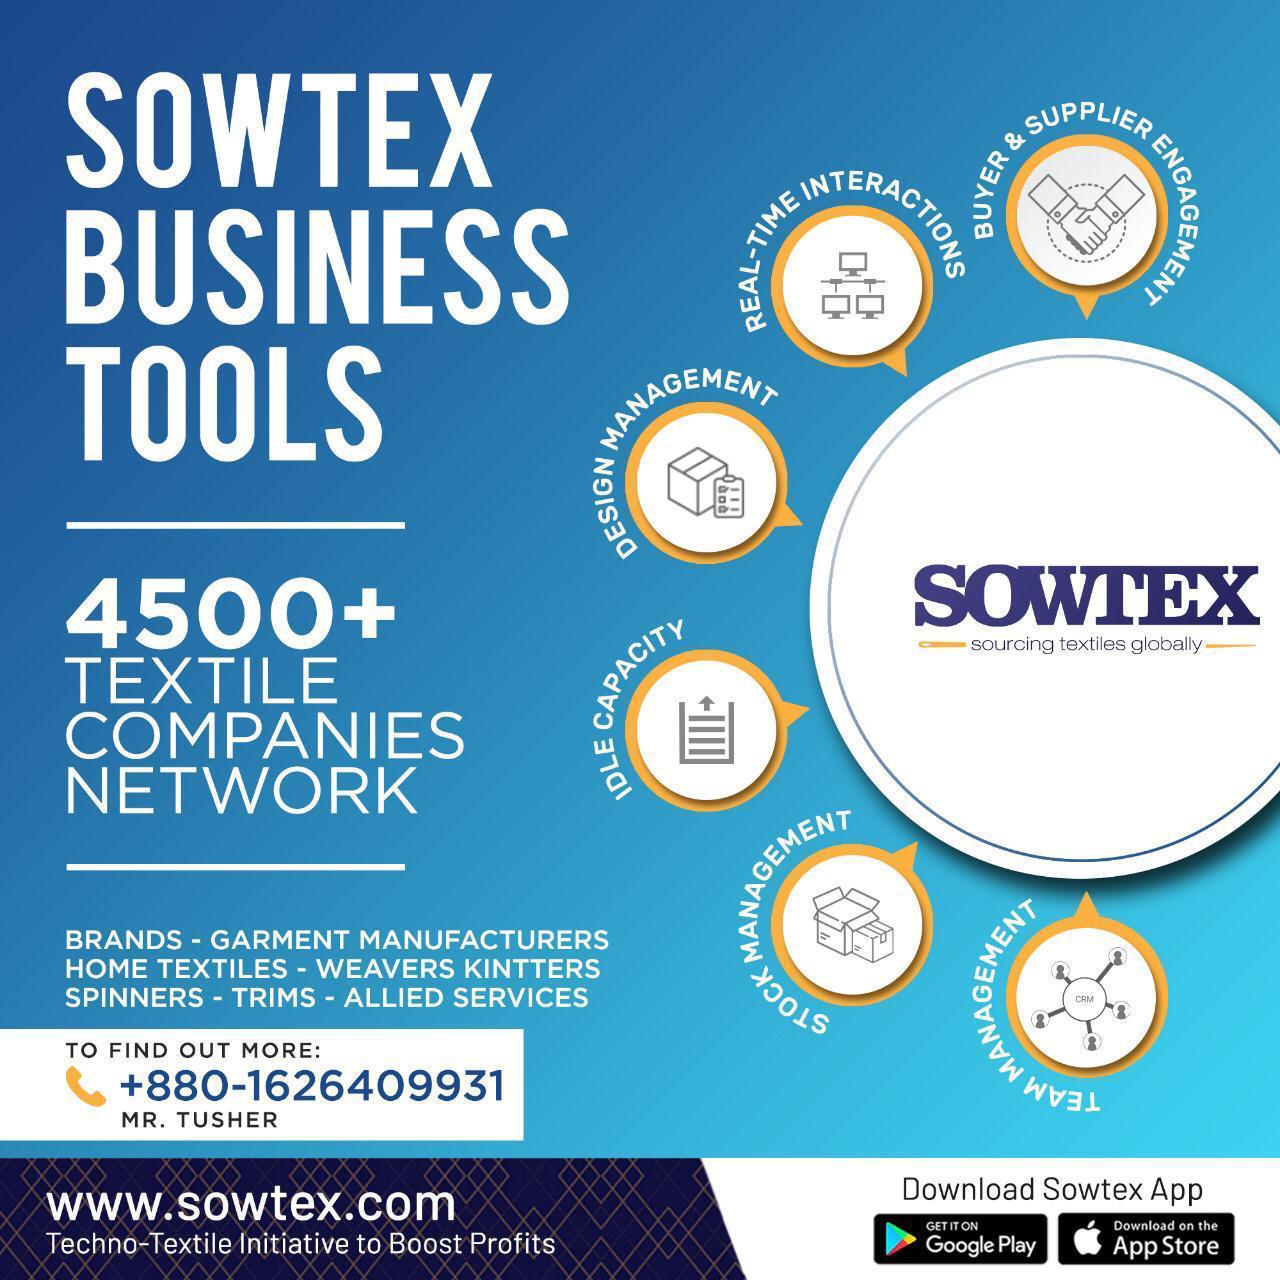 SOWTEX
BUSINESS
TOOLS
4500+
TEXTILE
COMPANIES
NETWORK
BRANDS - GARMENT MANUFACTURERS
HOME TEXTILES - WEAVERS KINTTERS
SPINNERS - TRIMS - ALLIED SERVICES
TO FIND OUT MORE:
+880-1626409931
MR. TUSHER
BUYER & SUPPLIER ENGAGEMENT
REAL-TIME INTERACTIONS
DESIGN MANAGEMENT
IDLE CAPACITY
STOCK MANAGEMENT
TEAM MANAGEMENT
CRM
SOWTEX
sourcing textiles globally
www.sowtex.com
Techno-Textile Initiative to Boost Profits
Download Sowtex App
GET IT ON
Google Play
Download on the
App Store